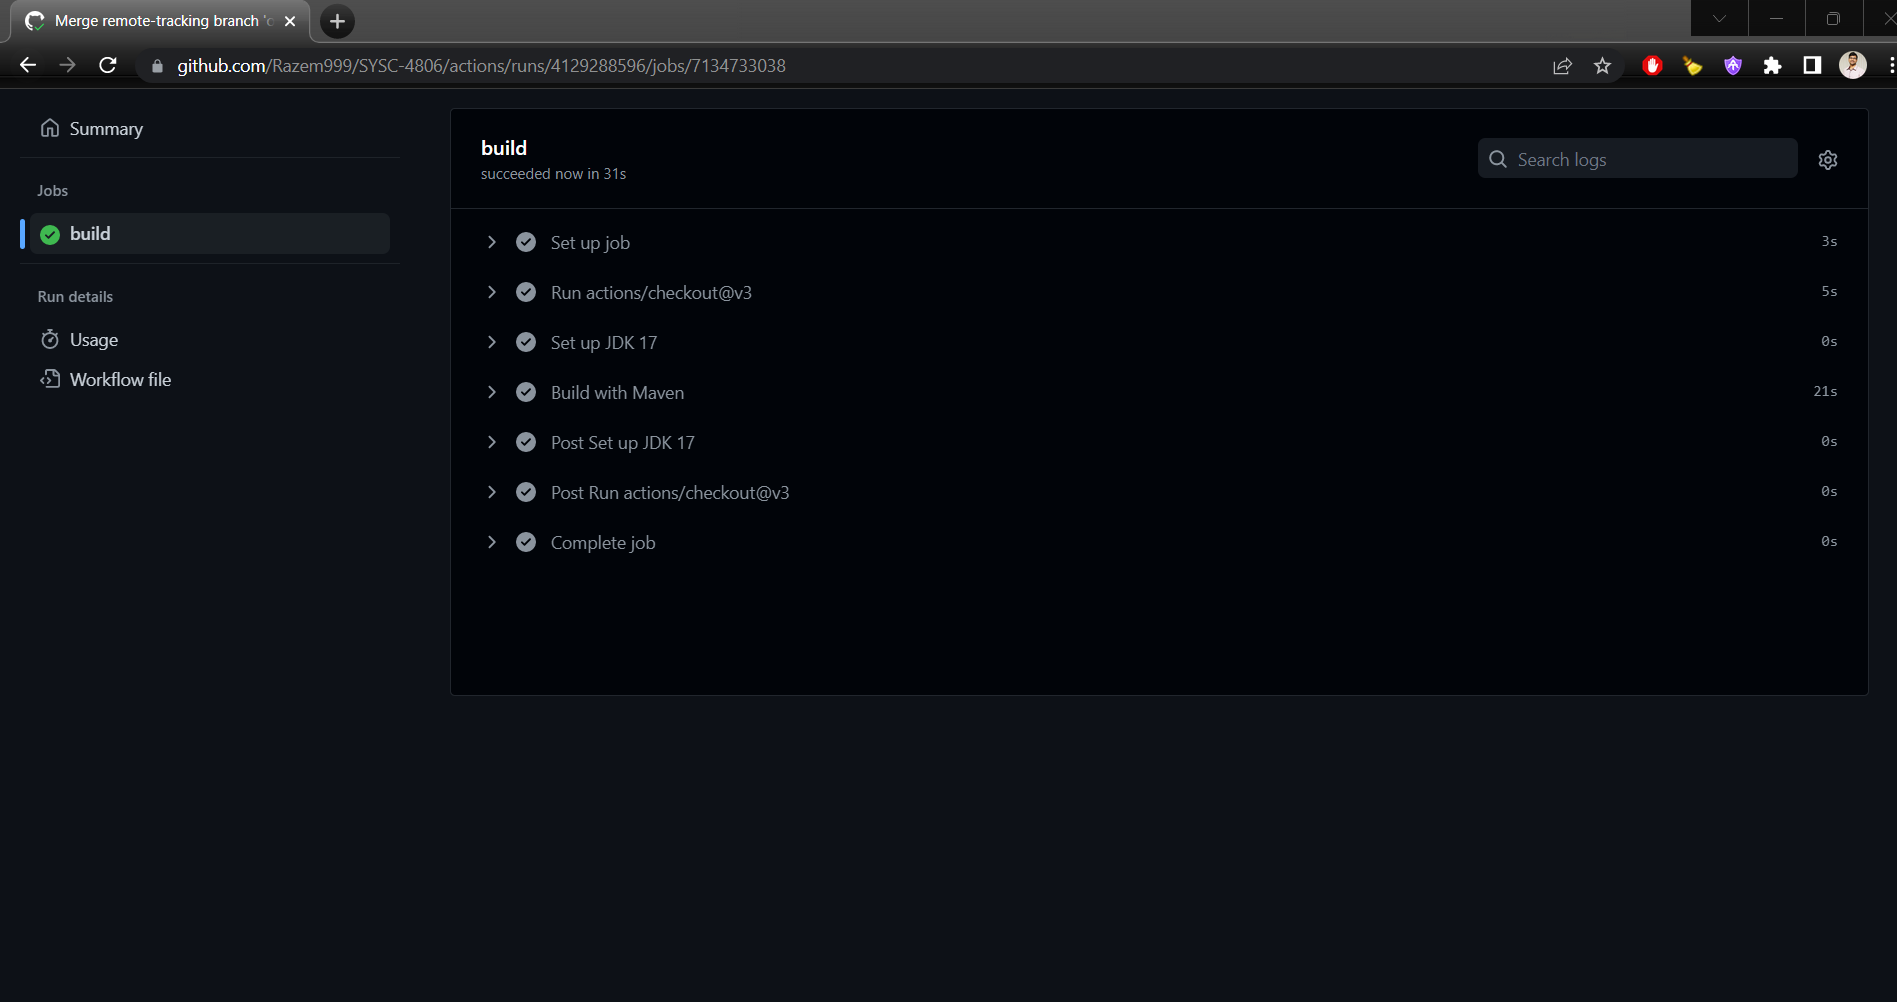 Merge remote-tracking branch 'o
github.com/Razem999/SYSC-4806/actions/runs/4129288596/jobs/7134733038
Summary
Jobs
build
Run details
Usage
Workflow file
build
succeeded now in 31s
Search logs
Set up job 3s
Run actions/checkout@v3 5s
Set up JDK 17 0s
Build with Maven 21s
Post Set up JDK 17 0s
Post Run actions/checkout@v3 0s
Complete job 0s